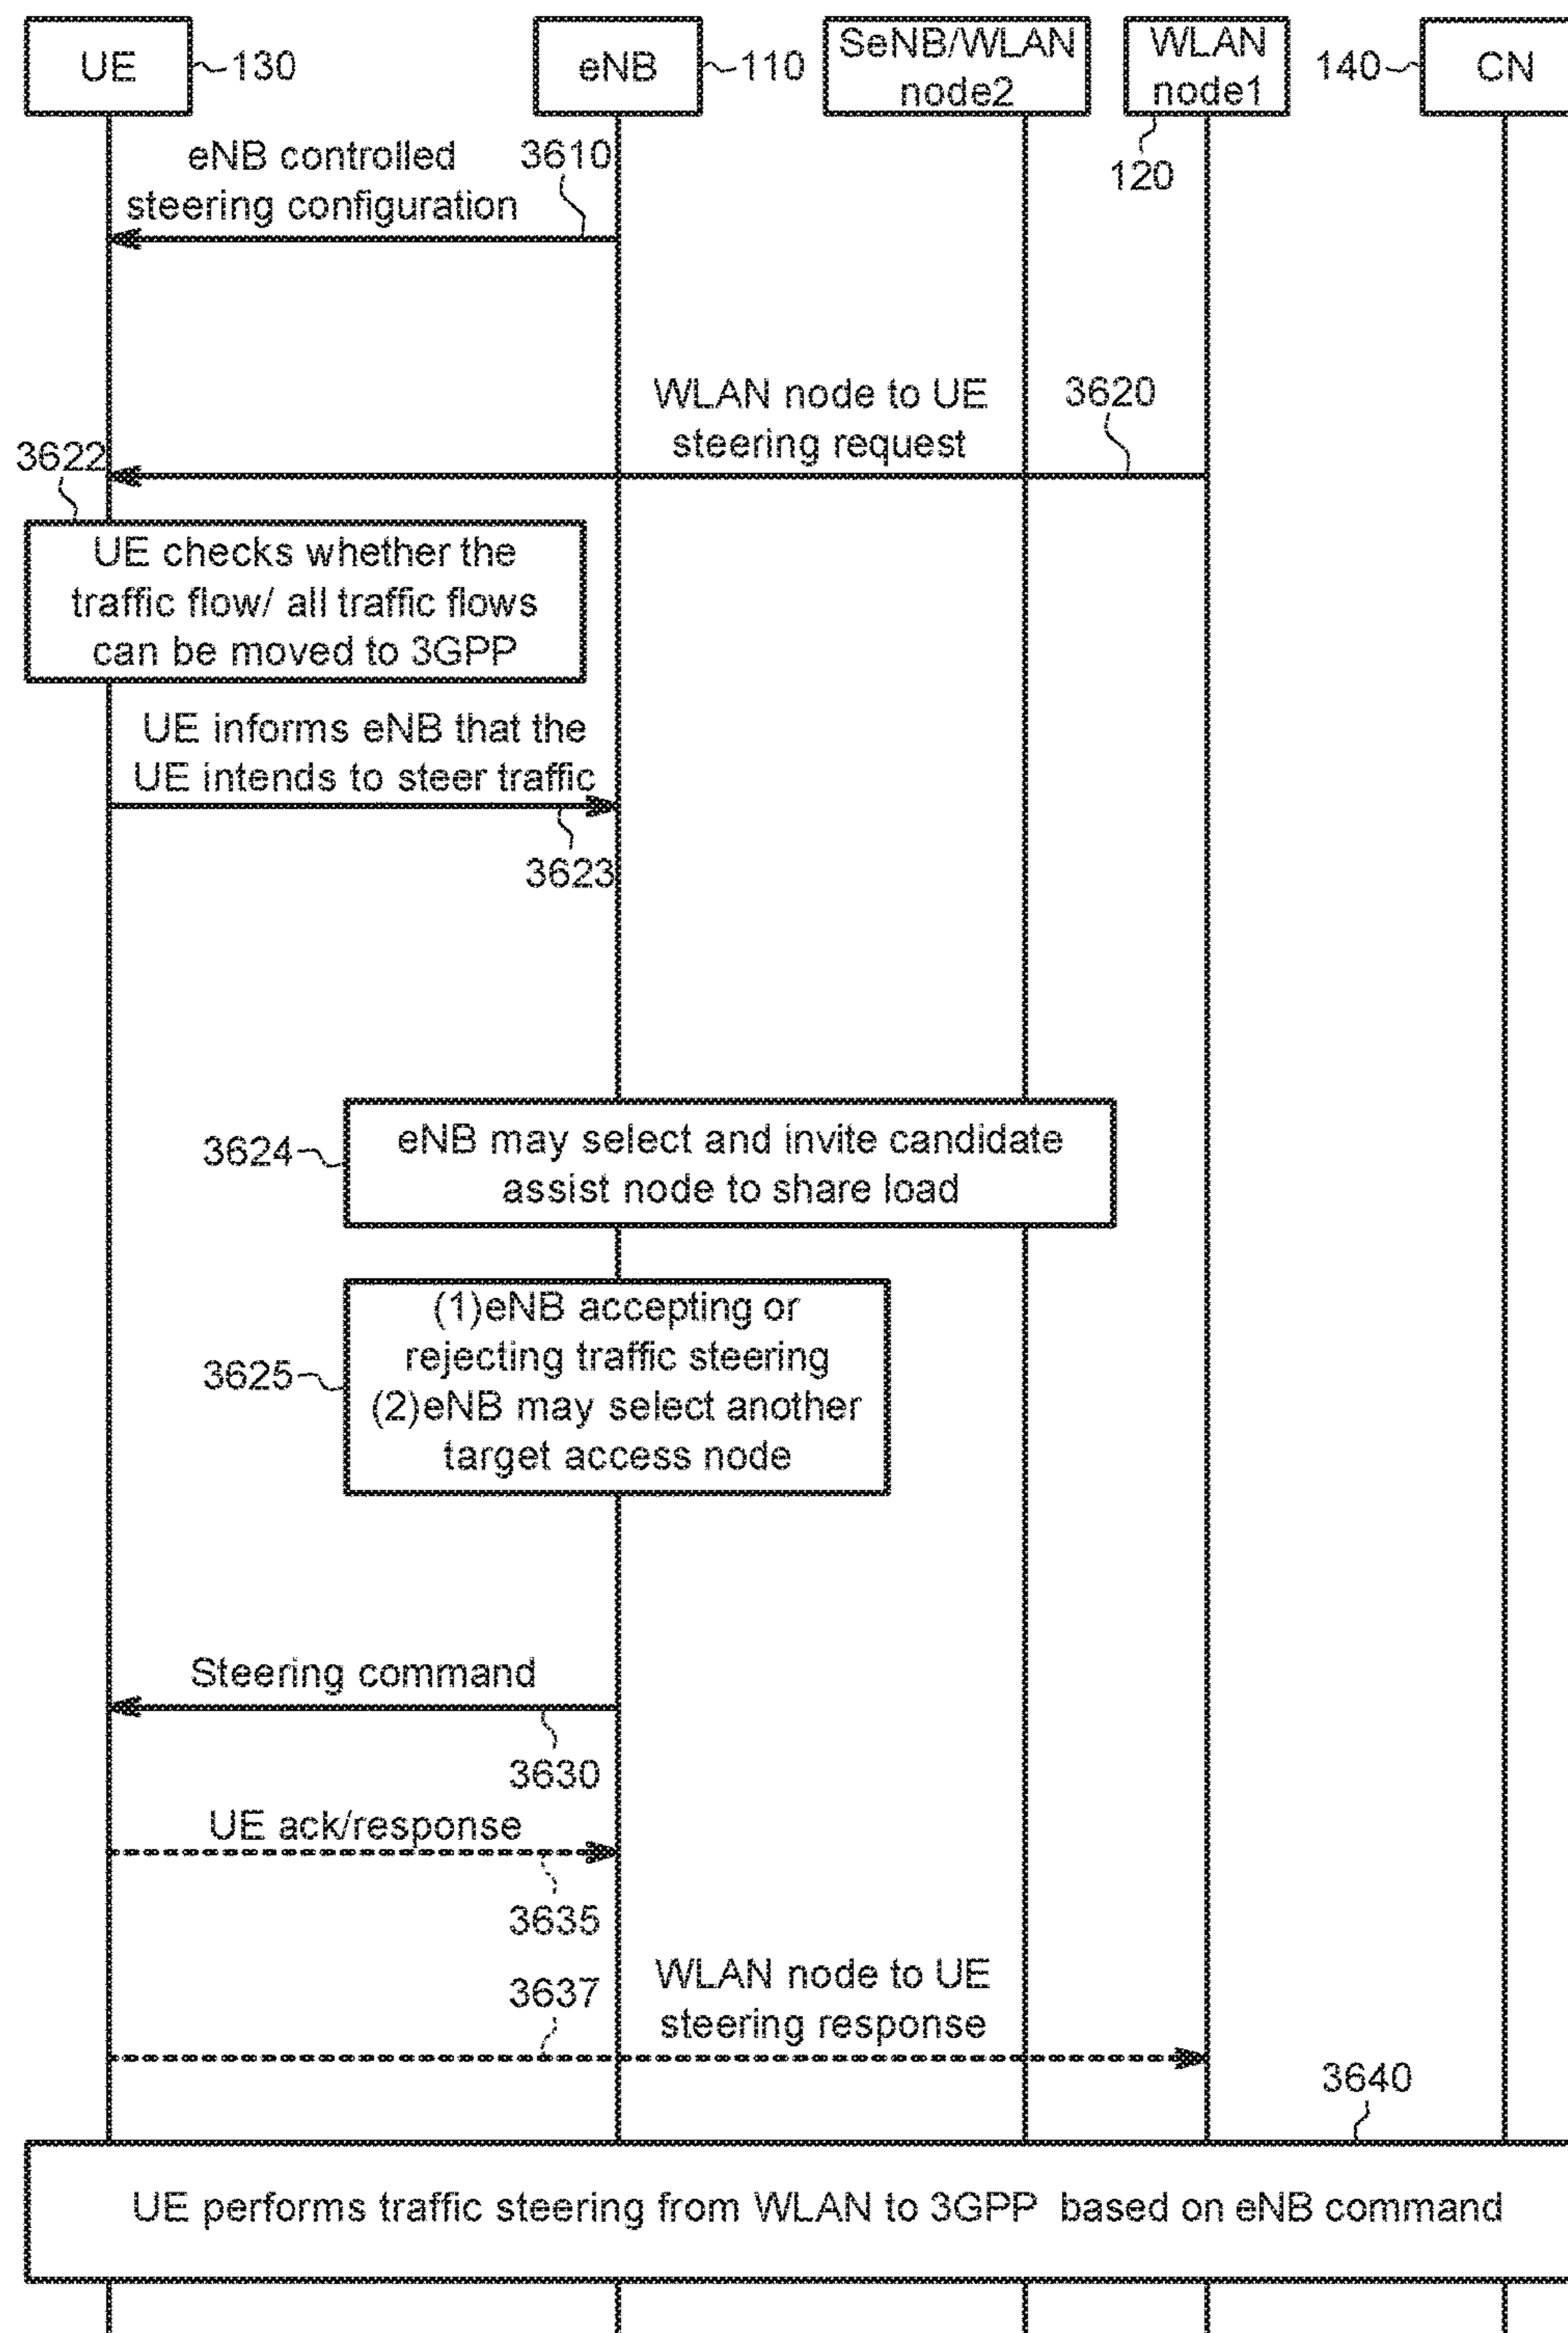 UE
130
eNB
110
SeNB/WLAN
node2
WLAN
node1
120
140
CN
eNB controlled
steering configuration
3610
WLAN node to UE
steering request
3620
3622
UE checks whether the
traffic flow/ all traffic flows
can be moved to 3GPP
UE informs eNB that the
UE intends to steer traffic
3623
3624
eNB may select and invite candidate
assist node to share load
3625
(1)eNB accepting or
rejecting traffic steering
(2)eNB may select another
target access node
Steering command
3630
UE ack/response
3635
3637
WLAN node to UE
steering response
3640
UE performs traffic steering from WLAN to 3GPP based on eNB command